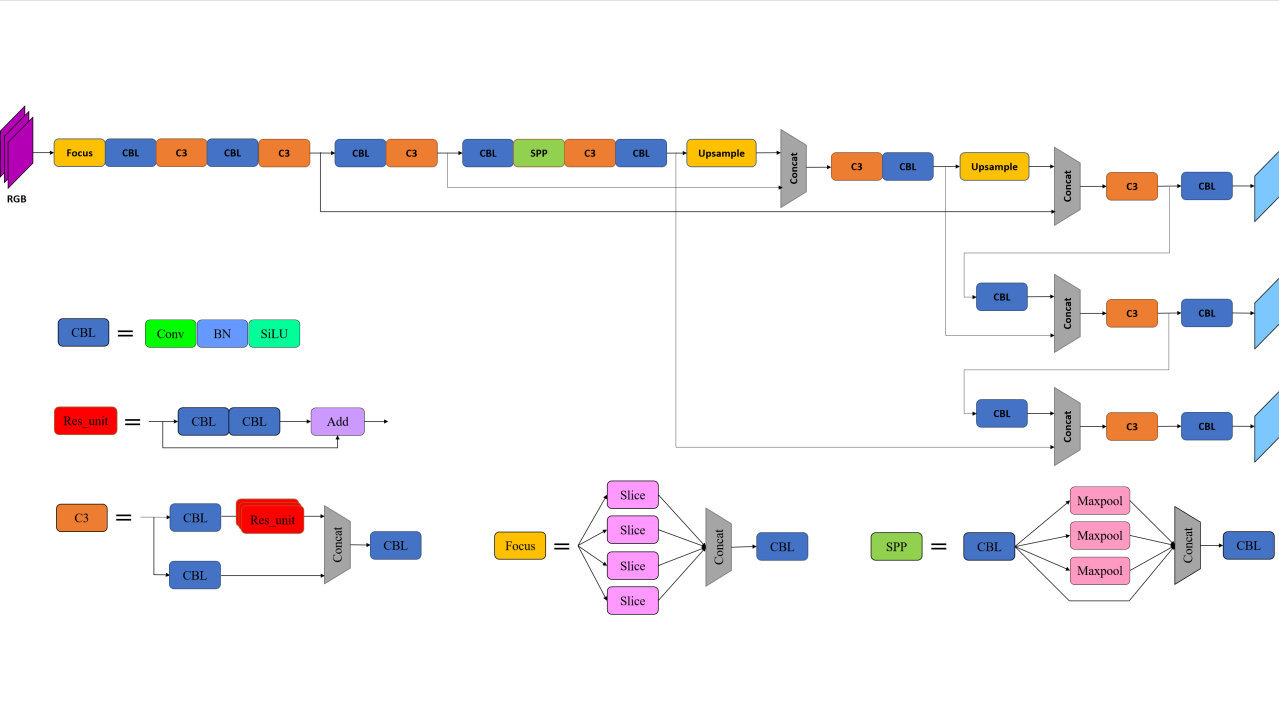 RGB
Focus CBL C3 CBL C3 CBL C3 CBL SPP C3 CBL Upsample Concat C3 CBL Upsample Concat C3 CBL
CBL Concat C3 CBL
CBL Concat C3 CBL
CBL = Conv BN SiLU
Res_unit = CBL CBL Add
C3 = CBL Res_unit Concat CBL
CBL
Focus = Slice Slice Slice Slice Concat CBL
SPP = CBL Maxpool Maxpool Maxpool Concat CBL